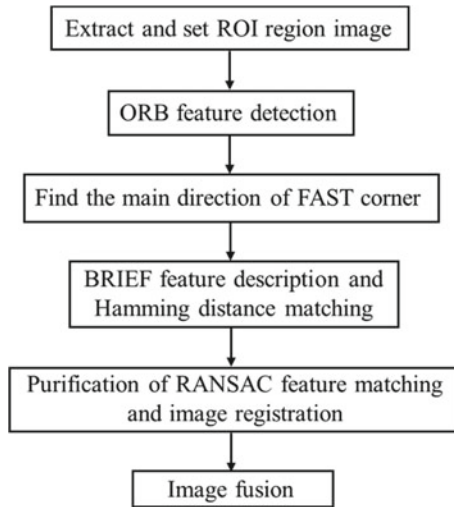 Extract and set ROI region image
ORB feature detection
Find the main direction of FAST corner
BRIEF feature description and
Hamming distance matching
Purification of RANSAC feature matching
and image registration
Image fusion